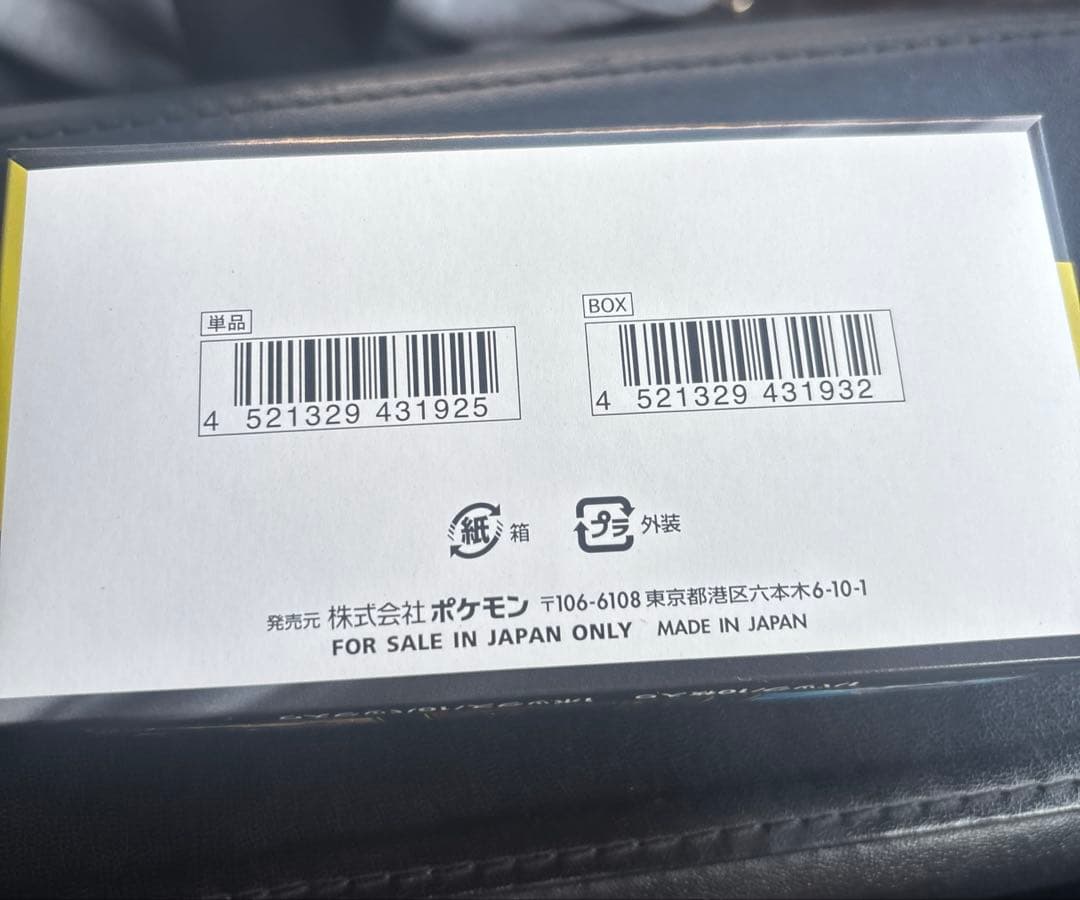 単品
4 521329 431925
BOX
4 521329 431932
紙 箱
プラ 外装
発売元 株式会社 ポケモン 〒106-6108 東京都港区六本木6-10-1
FOR SALE IN JAPAN ONLY MADE IN JAPAN